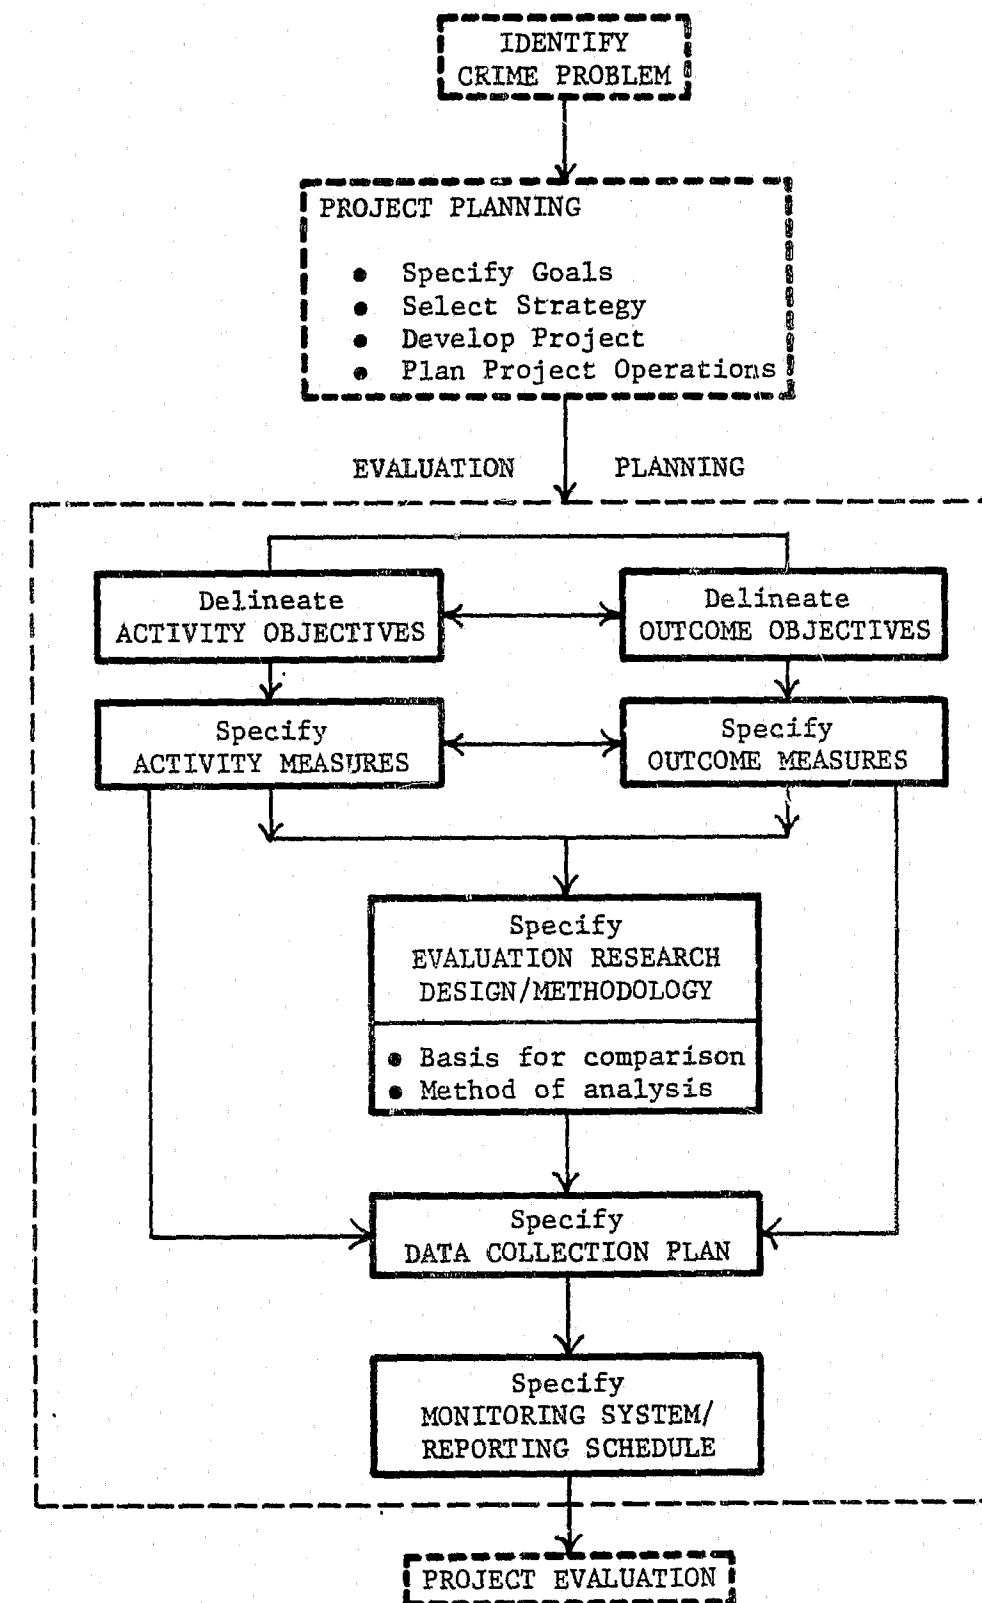 IDENTIFY
CRIME PROBLEM
PROJECT PLANNING
● Specify Goals
● Select Strategy
● Develop Project
● Plan Project Operations
EVALUATION PLANNING
Delineate
ACTIVITY OBJECTIVES
Delineate
OUTCOME OBJECTIVES
Specify
ACTIVITY MEASURES
Specify
OUTCOME MEASURES
Specify
EVALUATION RESEARCH
DESIGN/METHODOLOGY
● Basis for comparison
● Method of analysis
Specify
DATA COLLECTION PLAN
Specify
MONITORING SYSTEM/
REPORTING SCHEDULE
PROJECT EVALUATION